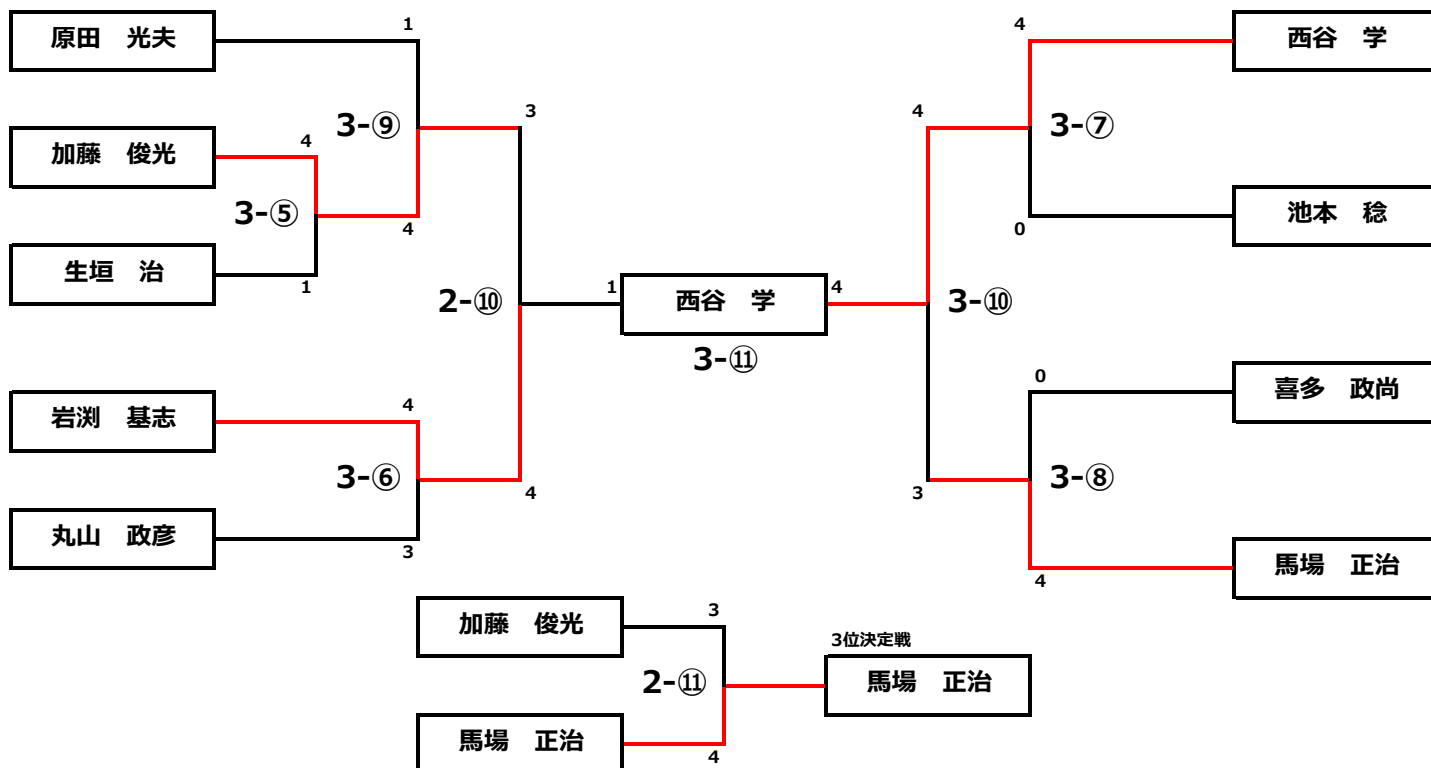 1
原田　光夫
3-⑨
3
加藤　俊光
4
3-⑤
4
生垣　治
1
2-⑩
岩渕　基志
4
3-⑥
4
丸山　政彦
3
1
西谷　学
4
3-⑪
4
西谷　学
4
3-⑦
池本　稔
0
3-⑩
0
喜多　政尚
3
3-⑧
馬場　正治
4
加藤　俊光
3
3位決定戦
2-⑪
馬場　正治
馬場　正治
4